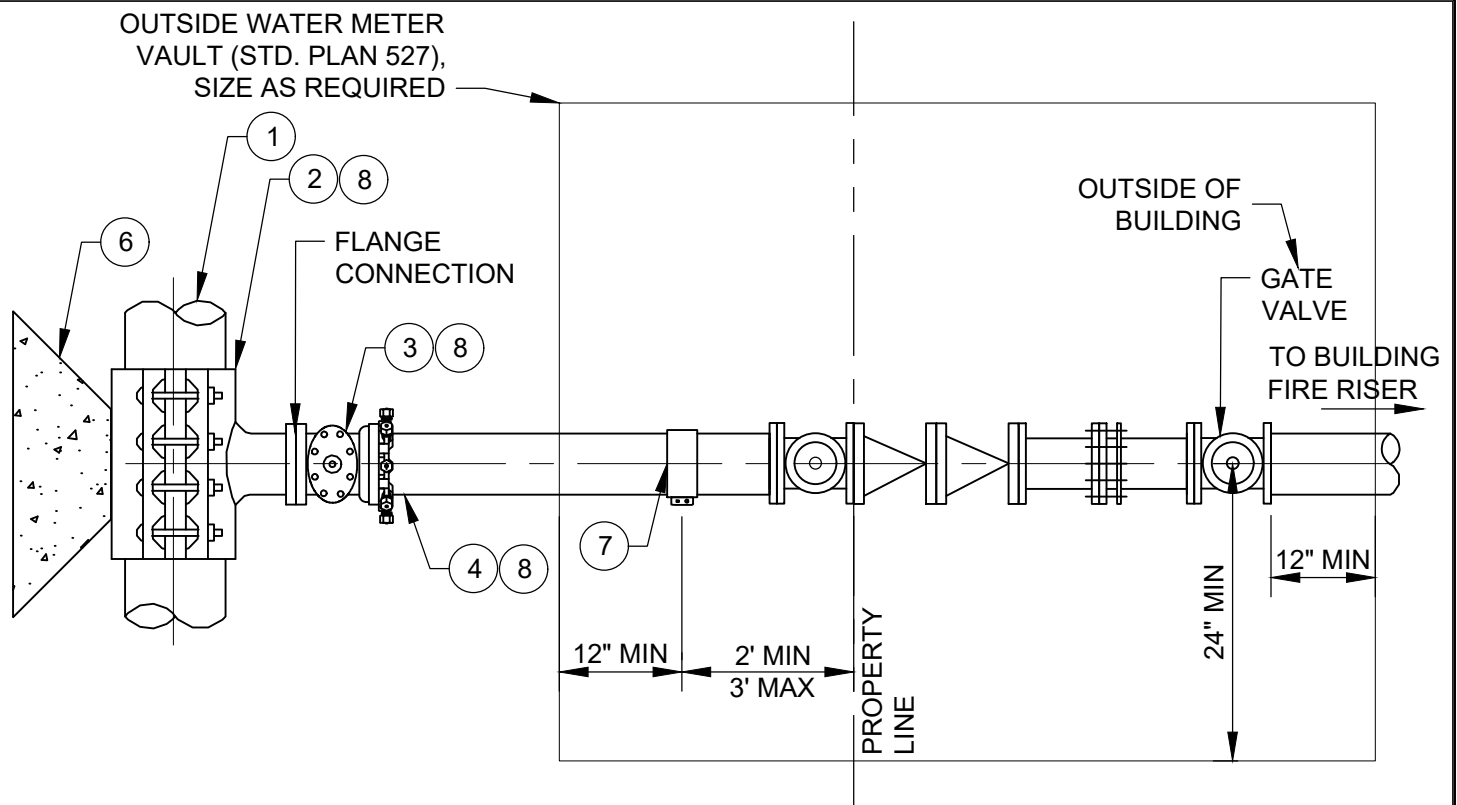 OUTSIDE WATER METER
VAULT (STD. PLAN 527),
SIZE AS REQUIRED
1
2 8
6
FLANGE
CONNECTION
3 8
OUTSIDE OF
BUILDING
GATE
VALVE
TO BUILDING
FIRE RISER
7
4 8
12" MIN
2' MIN
3' MAX
PROPERTY
LINE
24" MIN
12" MIN